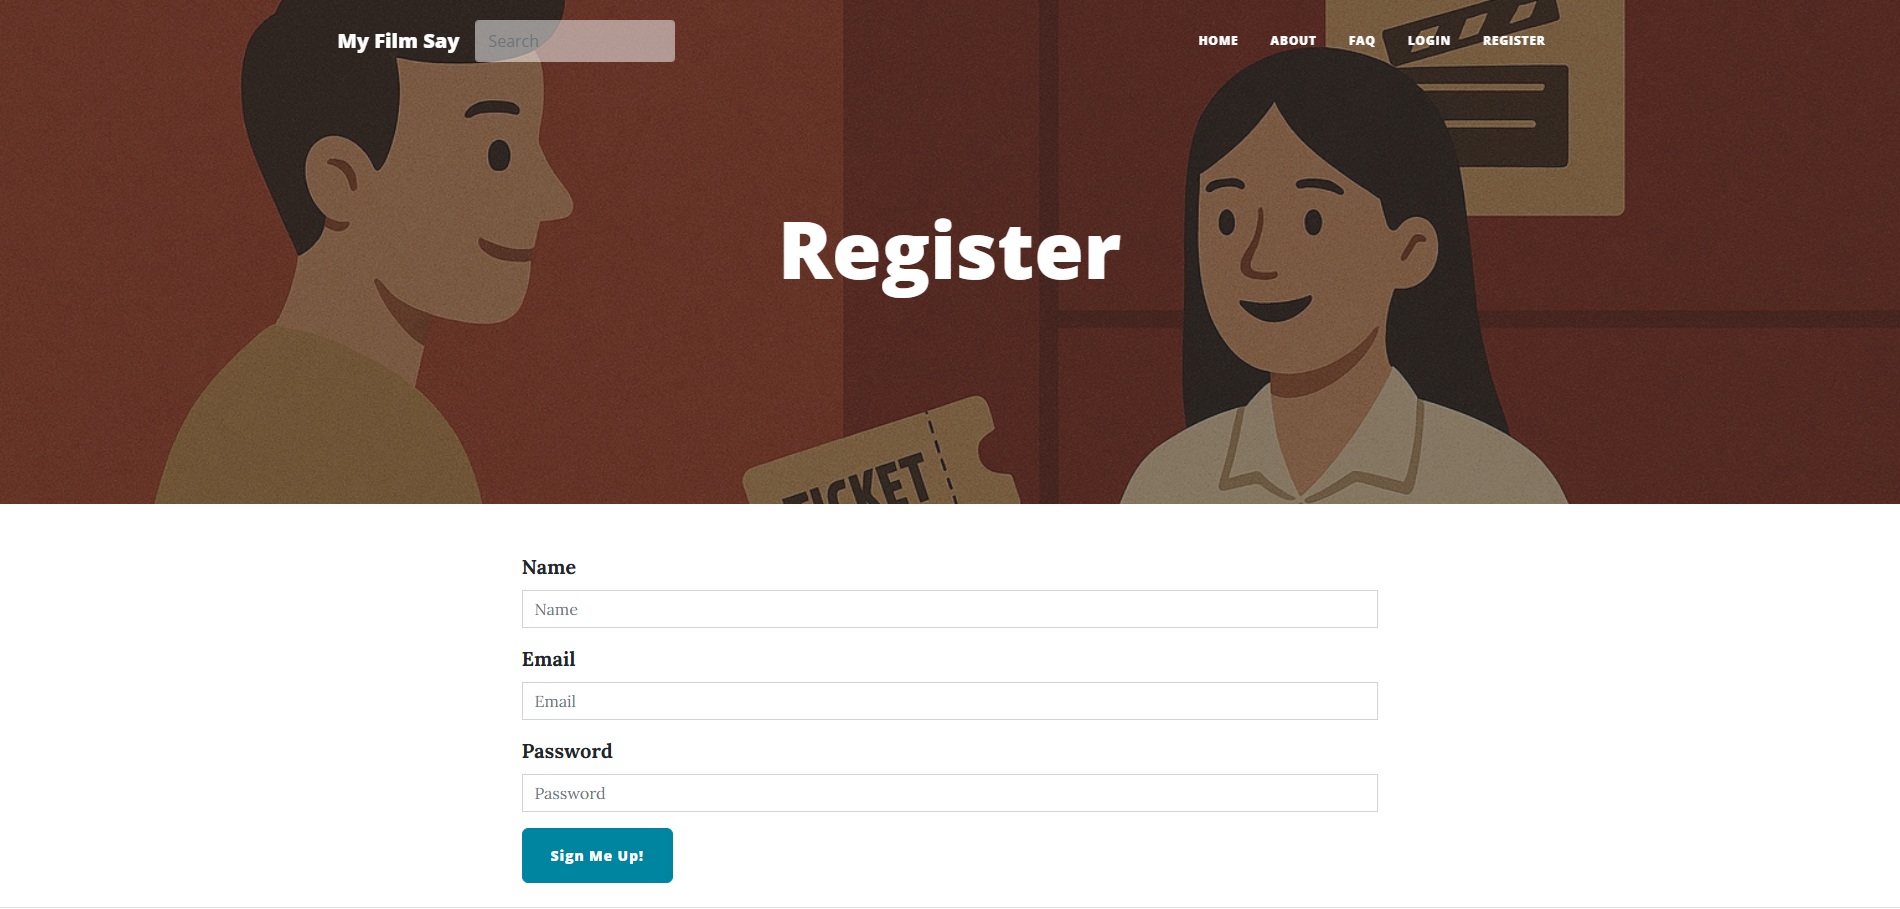 My Film Say Search HOME ABOUT FAQ LOGIN REGISTER
Register
TICKET
Name
Name
Email
Email
Password
Password
Sign Me Up!